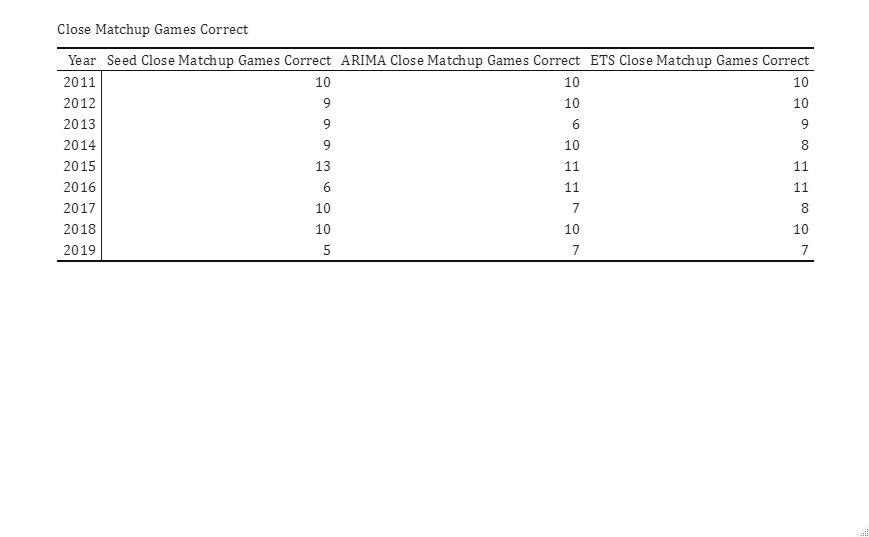 Close Matchup Games Correct
Year Seed Close Matchup Games Correct ARIMA Close Matchup Games Correct ETS Close Matchup Games Correct
2011 10 10 10
2012 9 10 10
2013 9 6 9
2014 9 10 8
2015 13 11 11
2016 6 11 11
2017 10 7 8
2018 10 10 10
2019 5 7 7